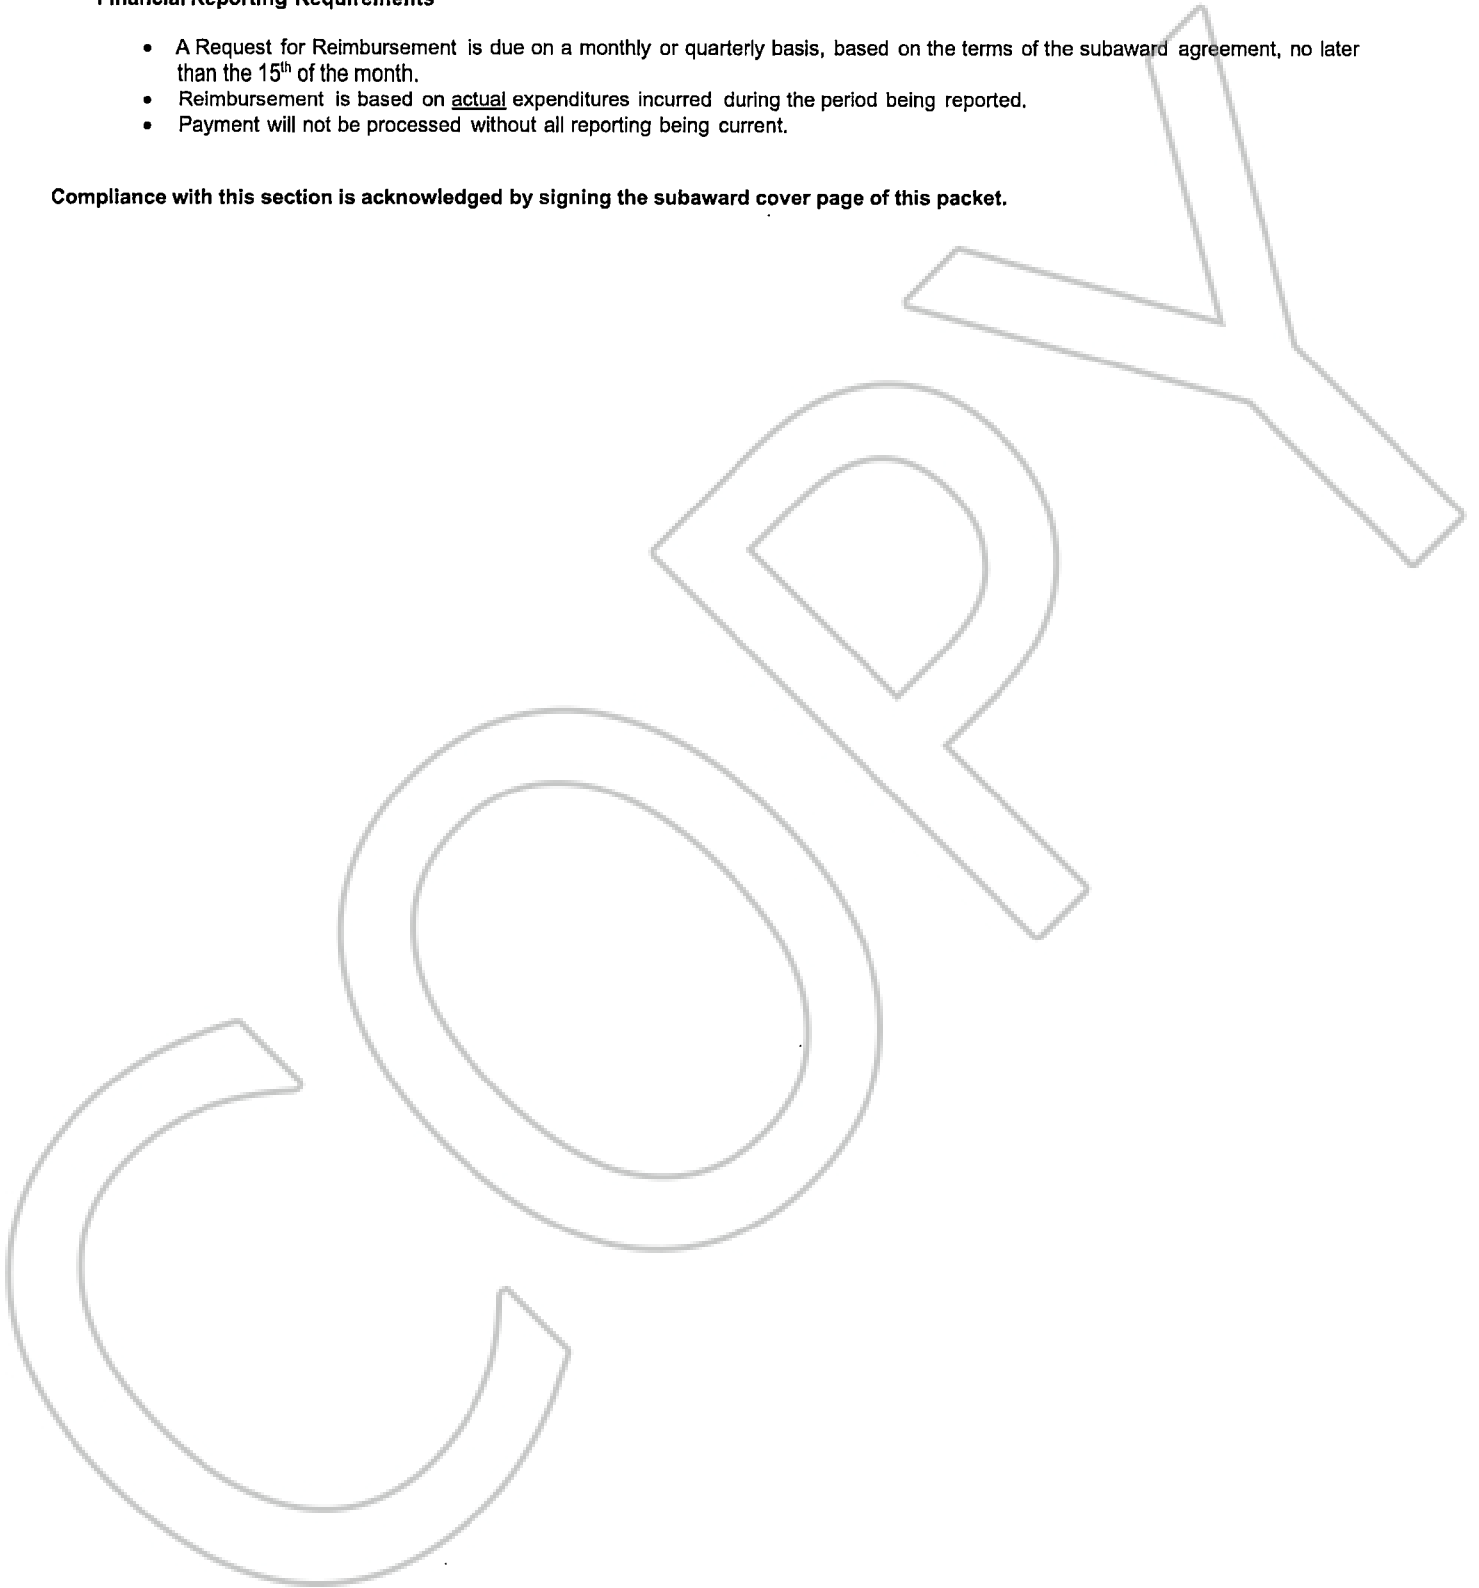 Financial Reporting Requirements
• A Request for Reimbursement is due on a monthly or quarterly basis, based on the terms of the subaward agreement, no later
than the 15th of the month.
• Reimbursement is based on actual expenditures incurred during the period being reported.
• Payment will not be processed without all reporting being current.
Compliance with this section is acknowledged by signing the subaward cover page of this packet.
COPY